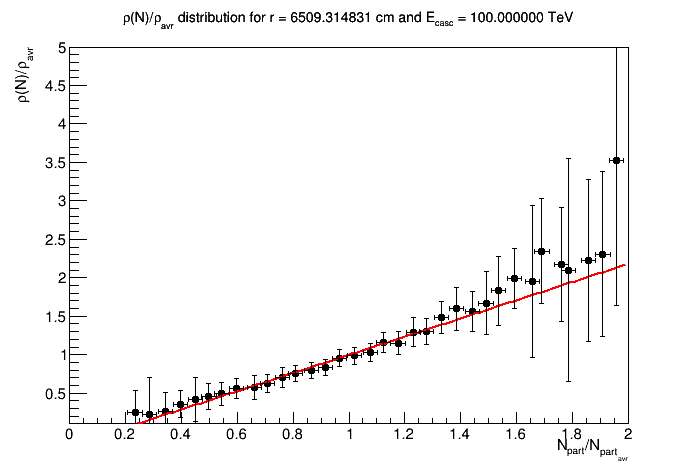 ρ(N)/ρavr distribution for r = 6509.314831 cm and Ecasc = 100.000000 TeV
ρ(N)/ρavr
5
4.5
4
3.5
3
2.5
2
1.5
1
0.5
0 0.2 0.4 0.6 0.8 1 1.2 1.4 1.6 1.8 2
Npart/Npartavr